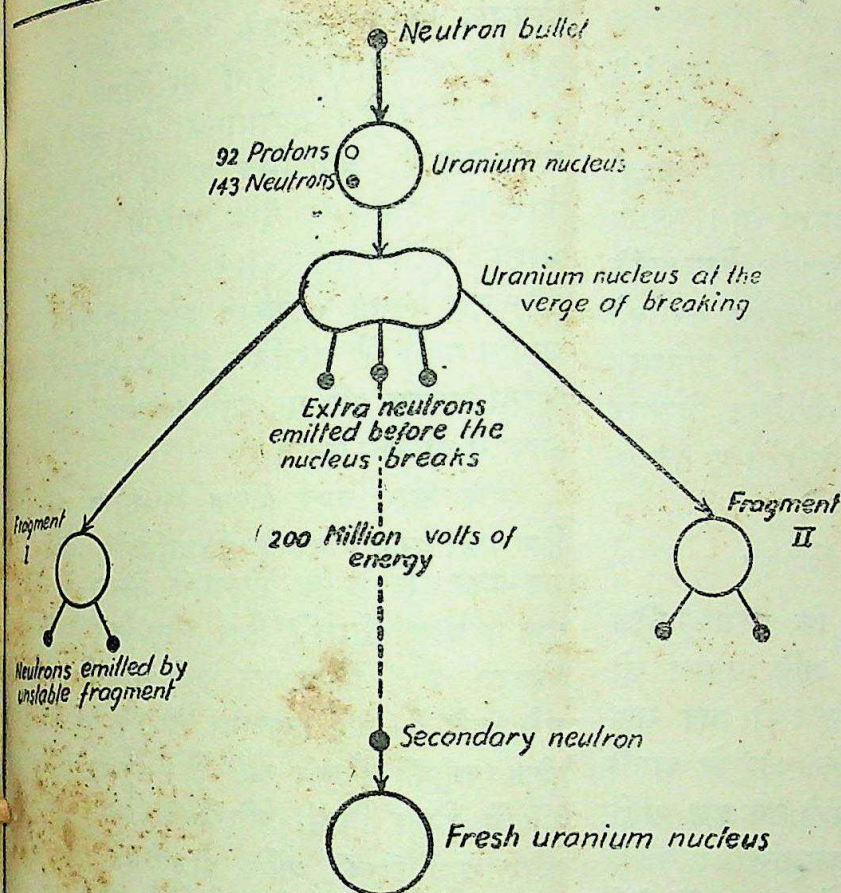 Neutron bullet
92 Protons
143 Neutrons
Uranium nucleus
Uranium nucleus at the
verge of breaking
Extra neutrons
emitted before the
nucleus breaks
Fragment
I
200 Million volts of
energy
Fragment
II
Neutrons emitted by
unstable fragment
Secondary neutron
Fresh uranium nucleus